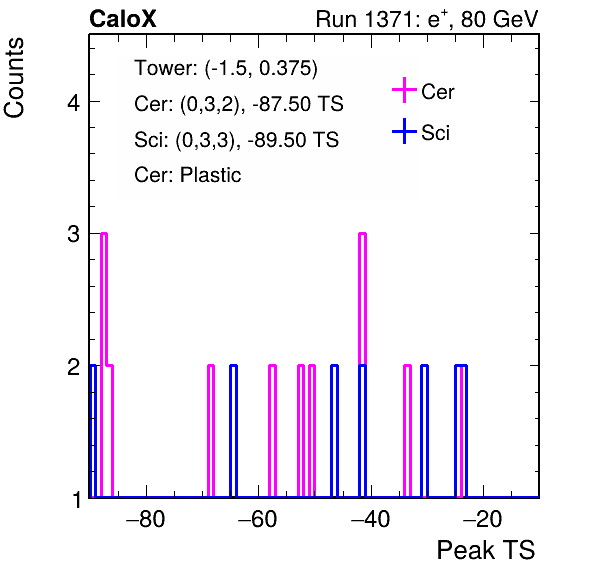 CaloX Run 1371: e⁺, 80 GeV
Counts
Tower: (-1.5, 0.375)
Cer: (0,3,2), -87.50 TS
Sci: (0,3,3), -89.50 TS
Cer: Plastic
Cer
Sci
4
3
2
1
−80 −60 −40 −20
Peak TS